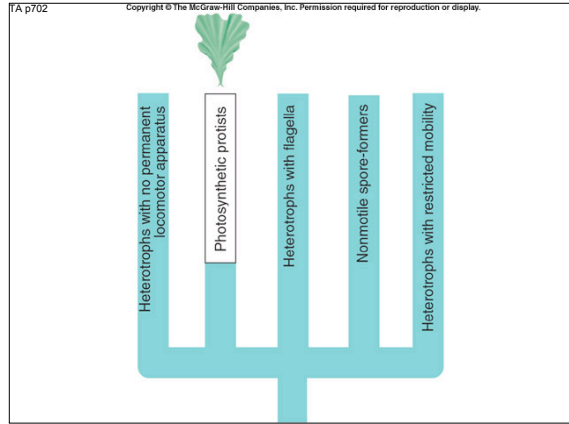 TA p702
Copyright © The McGraw-Hill Companies, Inc. Permission required for reproduction or display.
Heterotrophs with no permanent
locomotor apparatus
Photosynthetic protists
Heterotrophs with flagella
Nonmotile spore-formers
Heterotrophs with restricted mobility